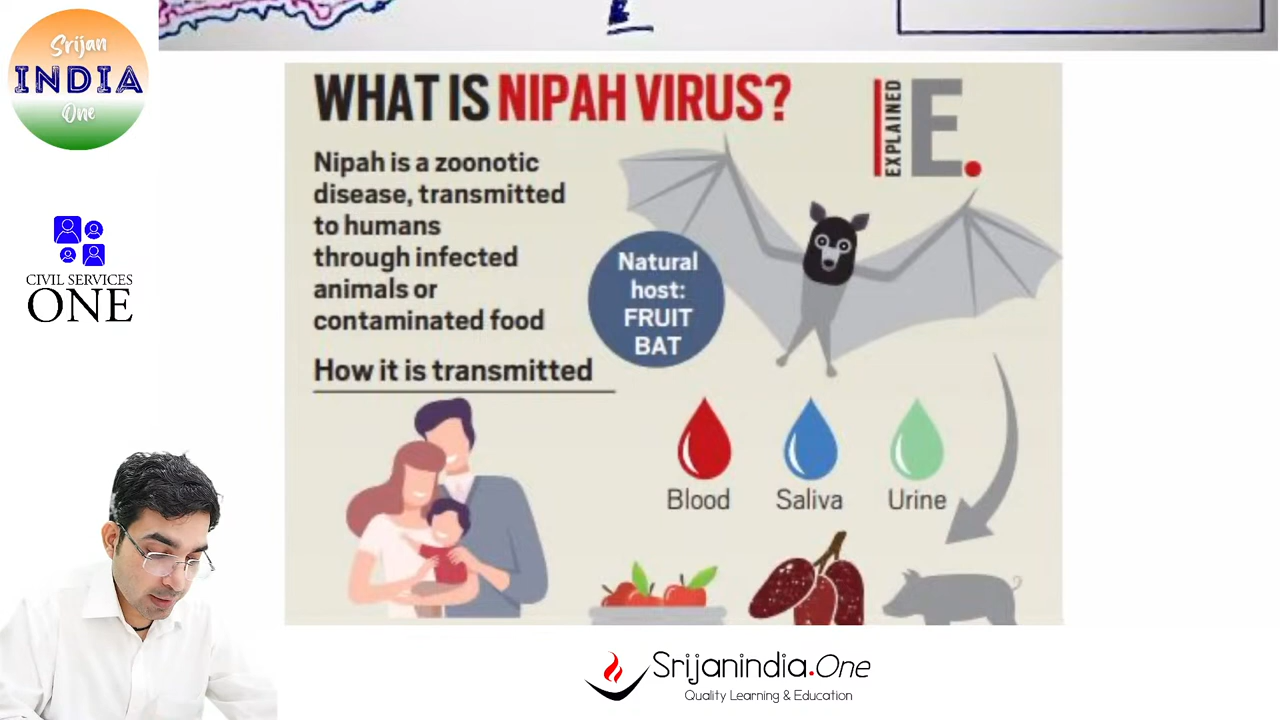 Srijan
INDIA
One
CIVIL SERVICES
ONE
WHAT IS NIPAH VIRUS?
EXPLAINED
E.
Nipah is a zoonotic
disease, transmitted
to humans
through infected
animals or
contaminated food
Natural
host:
FRUIT
BAT
How it is transmitted
Blood
Saliva
Urine
Srijanindia.One
Quality Learning & Education